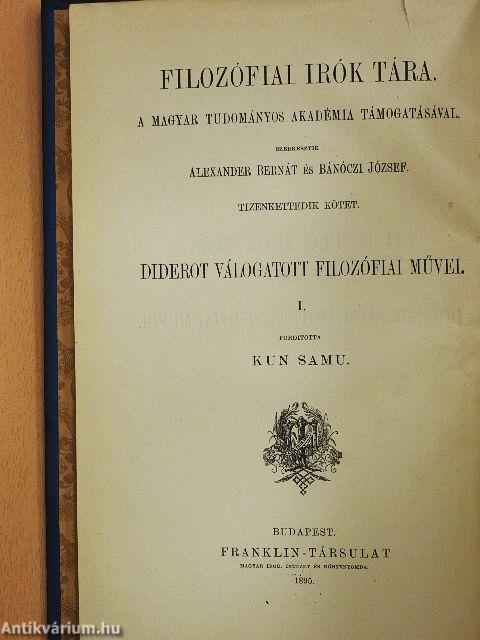 FILOZÓFIAI IRÓK TÁRA.
A MAGYAR TUDOMÁNYOS AKADÉMIA TÁMOGATÁSÁVAL.
SZERKESZTIK
ALEXANDER BERNÁT ÉS BÁNÓCZI JÓZSEF.
TIZENKETTEDIK KÖTET.
DIDEROT VÁLOGATOTT FILOZÓFIAI MŰVEI.
I.
FORDITOTTA
KUN SAMU.
BUDAPEST.
FRANKLIN-TÁRSULAT
MAGYAR IROD. INTÉZET ÉS KÖNYVNYOMDA.
1895.
Antikvárium.hu